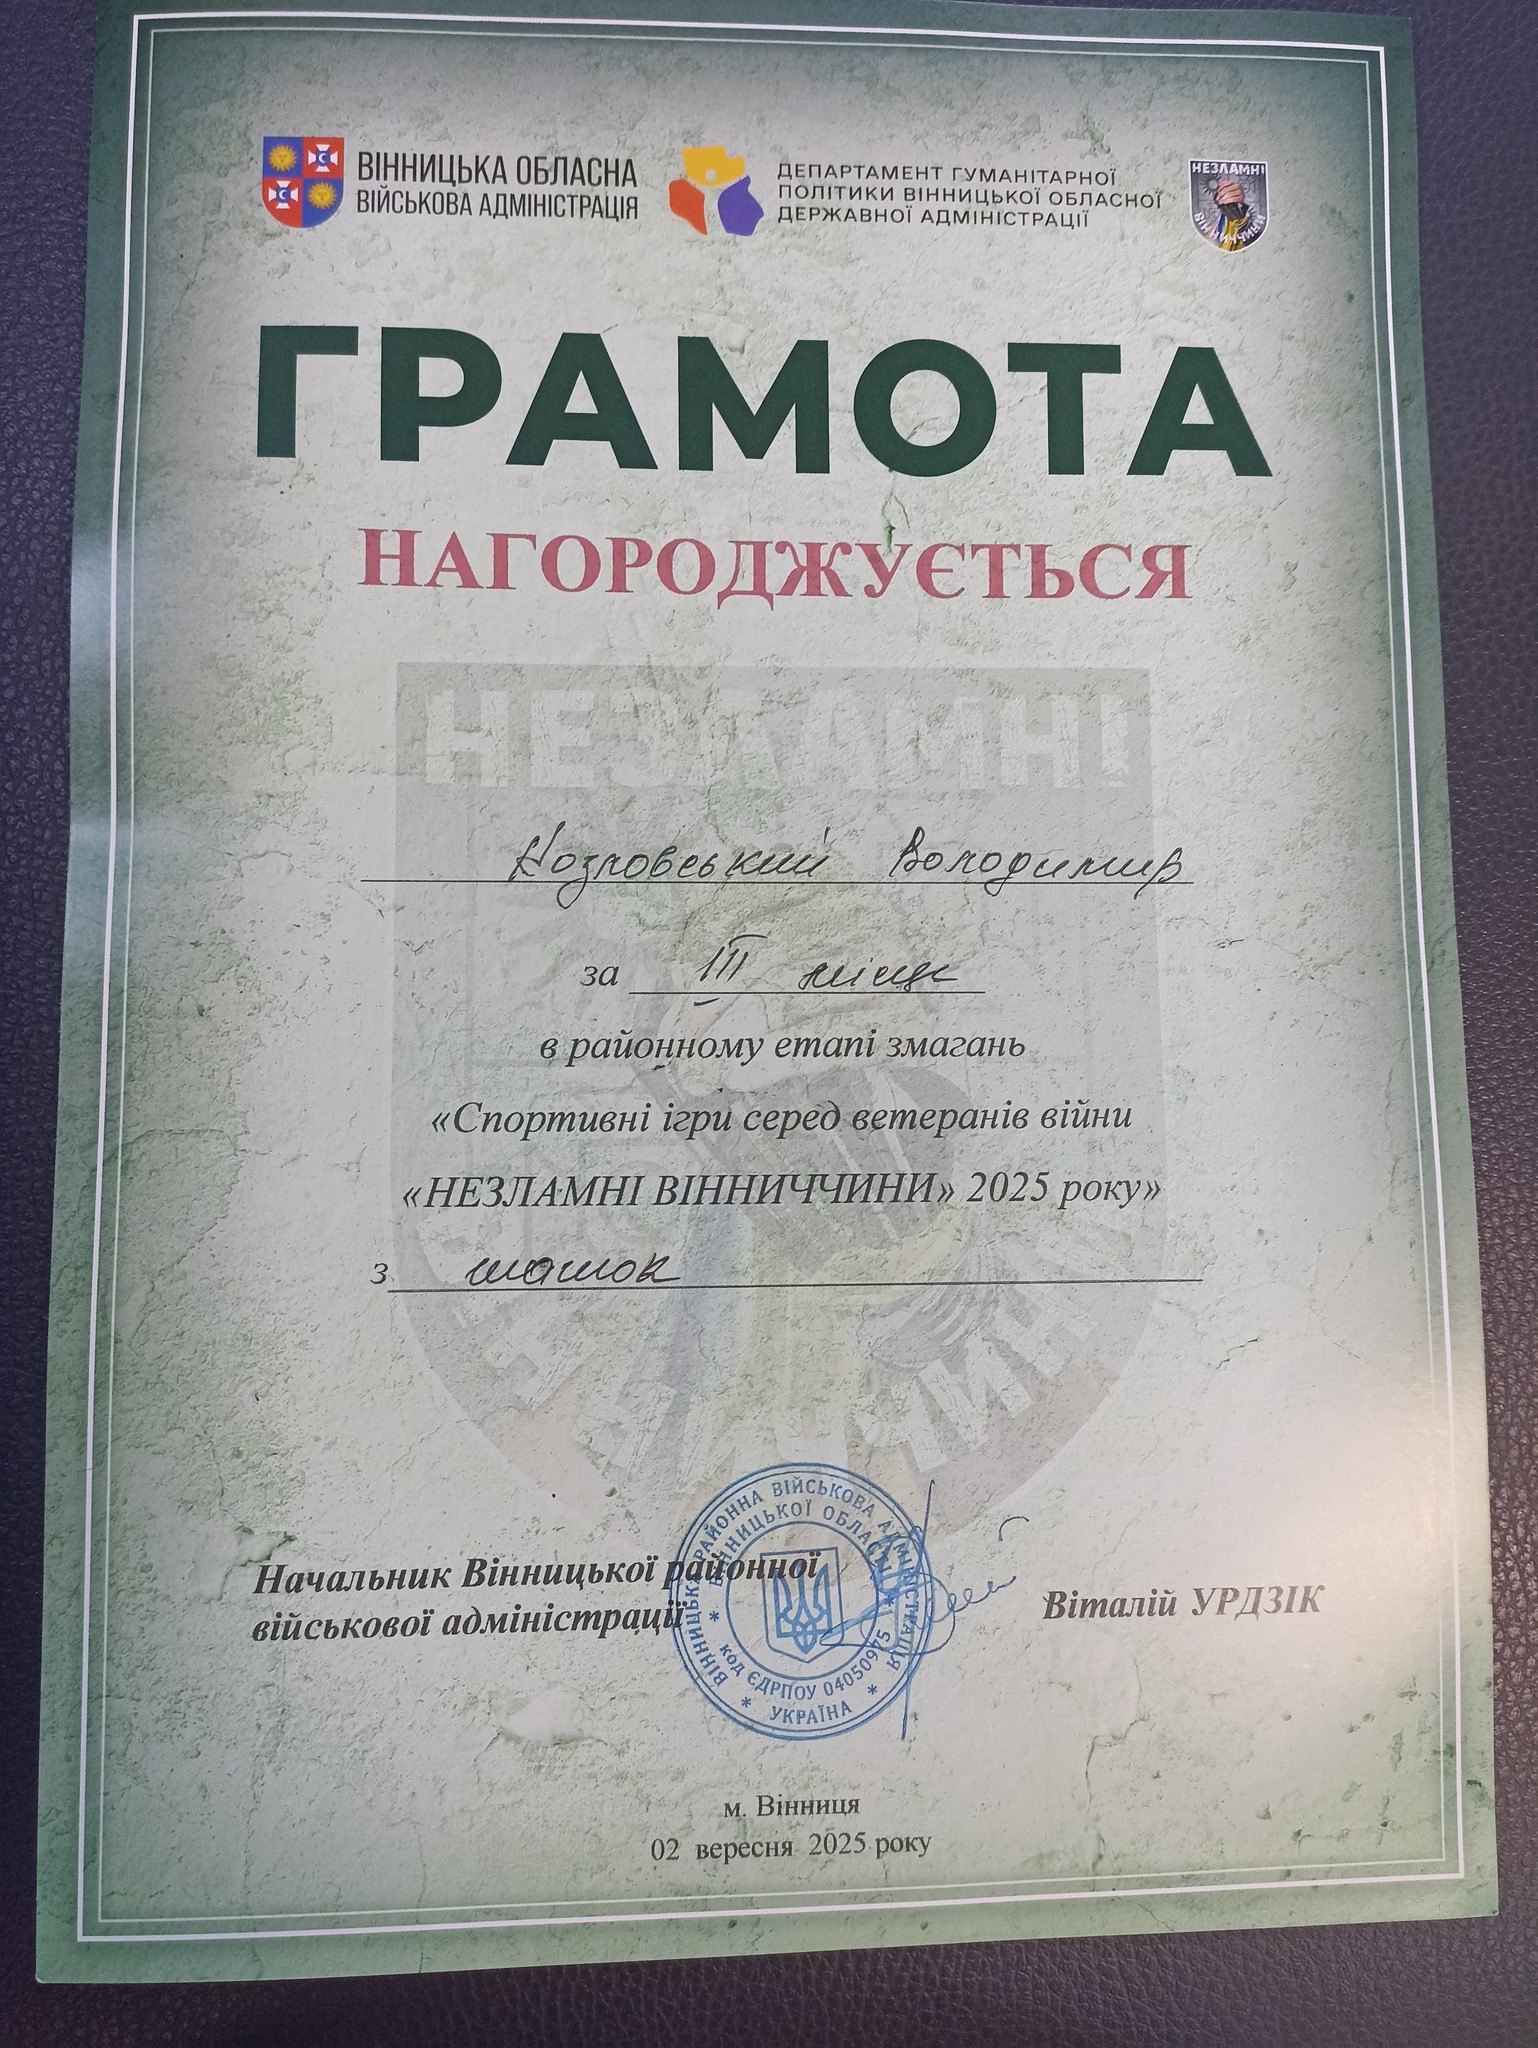 ВІННИЦЬКА ОБЛАСНА
ВІЙСЬКОВА АДМІНІСТРАЦІЯ
ДЕПАРТАМЕНТ ГУМАНІТАРНОЇ
ПОЛІТИКИ ВІННИЦЬКОЇ ОБЛАСНОЇ
ДЕРЖАВНОЇ АДМІНІСТРАЦІЇ
НЕЗЛАМНІ
ВІННИЧЧИНИ
ГРАМОТА
НАГОРОДЖУЄТЬСЯ
НЕЗЛАМНІ
Козловський Володимир
за III місце
в районному етапі змагань
«Спортивні ігри серед ветеранів війни
«НЕЗЛАМНІ ВІННИЧЧИНИ» 2025 року»
з шашок
Начальник Вінницької районної
військової адміністрації
Віталій УРДЗІК
ВІННИЦЬКА РАЙОННА ВІЙСЬКОВА АДМІНІСТРАЦІЯ
* ВІННИЦЬКОЇ ОБЛАСТІ *
код ЄДРПОУ 04050975
* УКРАЇНА *
м. Вінниця
02 вересня 2025 року